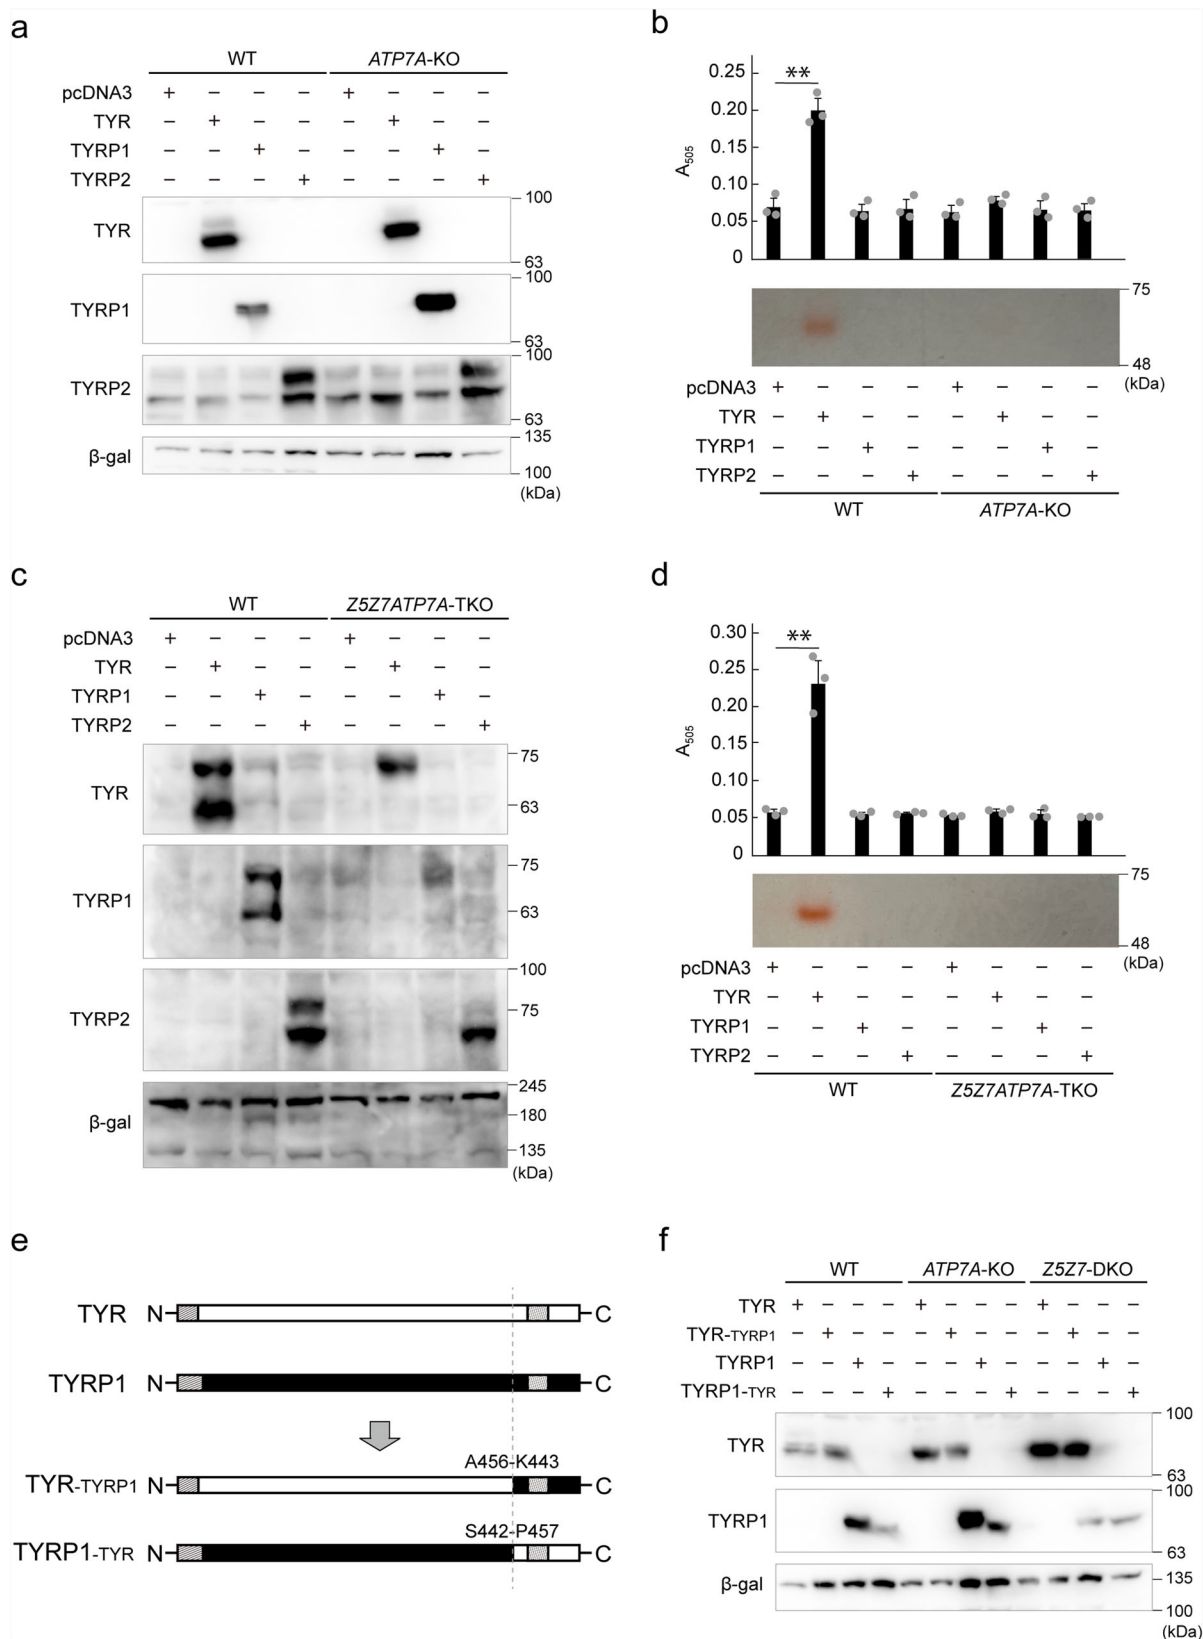 a
WT ATP7A-KO
pcDNA3 + − − − + − − −
TYR − + − − − + − −
TYRP1 − − + − − − + −
TYRP2 − − − + − − − +
TYR 100
63
TYRP1 100
63
TYRP2 100
63
β-gal 135
100
(kDa)
b
A505
0.25
0.20
0.15
0.10
0.05
0
**
75
48
(kDa)
pcDNA3 + − − − + − − −
TYR − + − − − + − −
TYRP1 − − + − − − + −
TYRP2 − − − + − − − +
WT ATP7A-KO
c
WT Z5Z7ATP7A-TKO
pcDNA3 + − − − + − − −
TYR − + − − − + − −
TYRP1 − − + − − − + −
TYRP2 − − − + − − − +
TYR 75
63
TYRP1 75
63
TYRP2 100
75
β-gal 245
180
135
(kDa)
d
A505
0.30
0.25
0.20
0.15
0.10
0.05
0
**
75
48
(kDa)
pcDNA3 + − − − + − − −
TYR − + − − − + − −
TYRP1 − − + − − − + −
TYRP2 − − − + − − − +
WT Z5Z7ATP7A-TKO
e
TYR N C
TYRP1 N C
A456-K443
TYR-TYRP1 N C
S442-P457
TYRP1-TYR N C
f
WT ATP7A-KO Z5Z7-DKO
TYR + − − − + − − − + − − −
TYR-TYRP1 − + − − − + − − − + − −
TYRP1 − − + − − − + − − − + −
TYRP1-TYR − − − + − − − + − − − +
TYR 100
63
TYRP1 100
63
β-gal 135
100
(kDa)